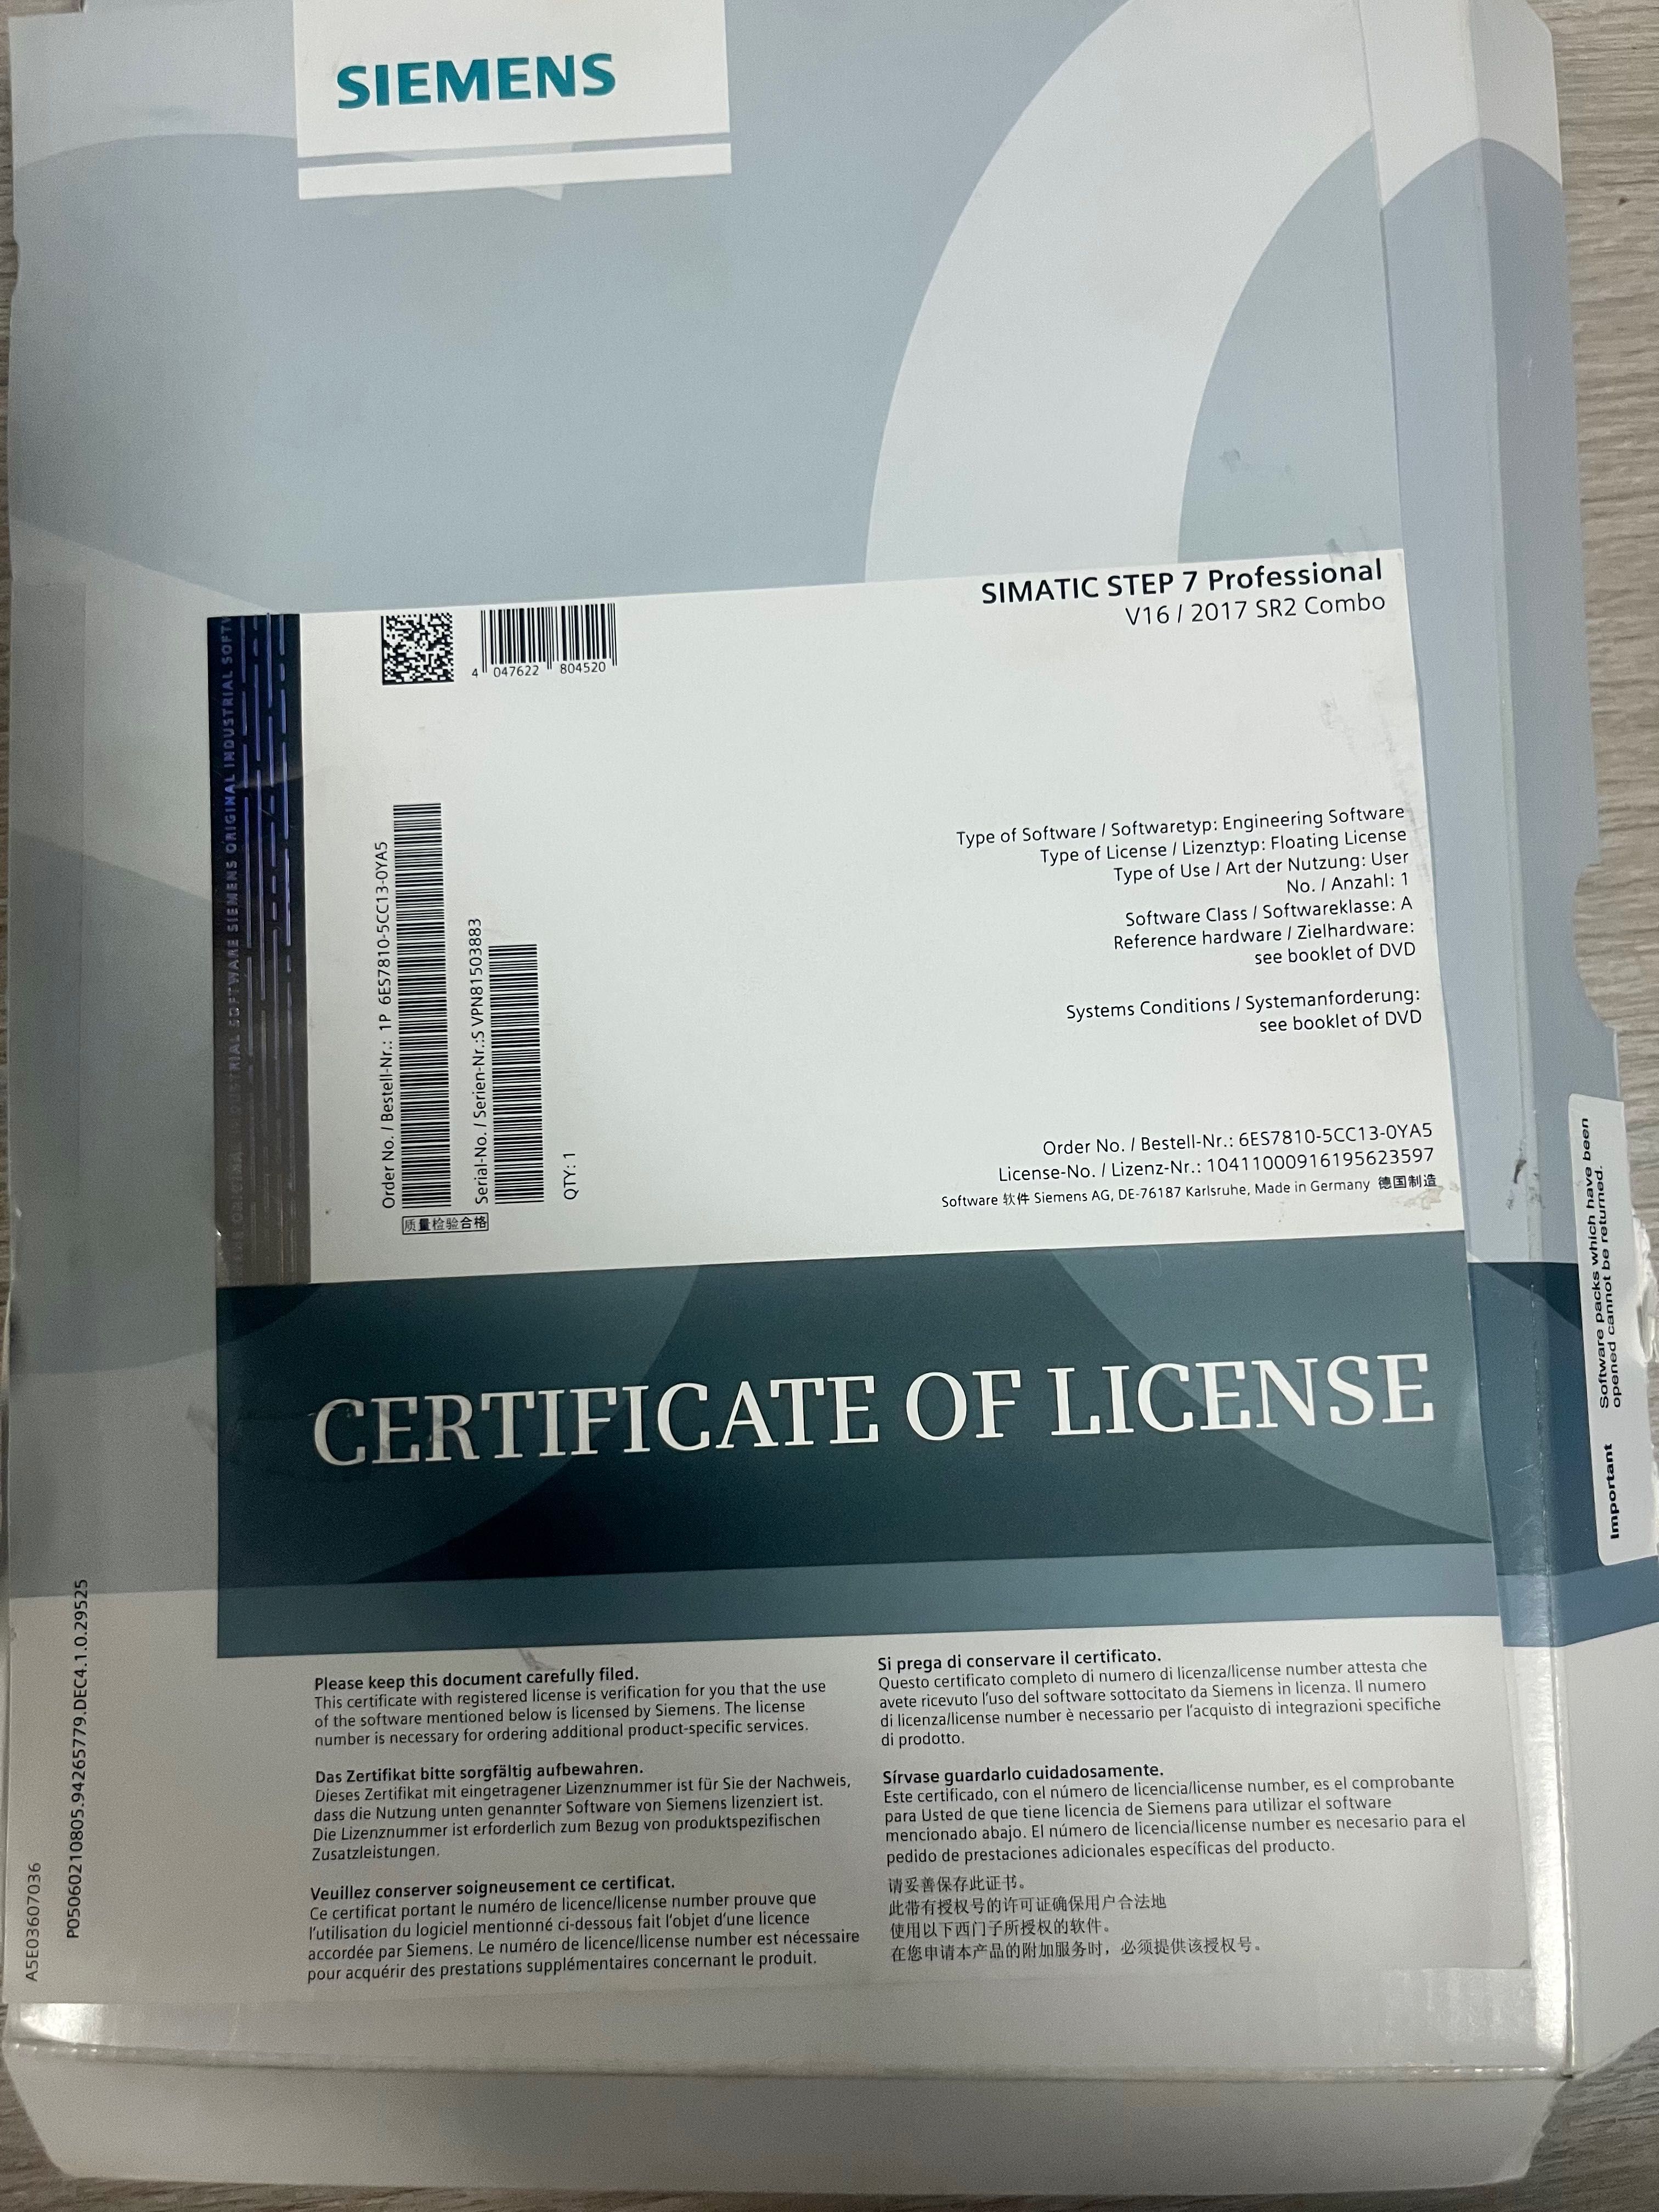 SIEMENS
SIMATIC STEP 7 Professional
V16 / 2017 SR2 Combo
4 047622 804520
Type of Software / Softwaretyp: Engineering Software
Type of License / Lizenztyp: Floating License
Type of Use / Art der Nutzung: User
No. / Anzahl: 1
Software Class / Softwareklasse: A
Reference hardware / Zielhardware:
see booklet of DVD
Systems Conditions / Systemanforderung:
see booklet of DVD
Order No. / Bestell-Nr.: 6ES7810-5CC13-0YA5
License-No. / Lizenz-Nr.: 10411000916195623597
Software 软件 Siemens AG, DE-76187 Karlsruhe, Made in Germany 德国制造
Order No. / Bestell-Nr.: 1P 6ES7810-5CC13-0YA5
Serial-No. / Serien-Nr.:S VPN81503883
QTY: 1
质量检验合格
INDUSTRIAL SOFTWARE SIEMENS ORIGINAL INDUSTRIAL
CERTIFICATE OF LICENSE
Important Software packs which have been
opened cannot be returned.
Please keep this document carefully filed.
This certificate with registered license is verification for you that the use
of the software mentioned below is licensed by Siemens. The license
number is necessary for ordering additional product-specific services.
Das Zertifikat bitte sorgfältig aufbewahren.
Dieses Zertifikat mit eingetragener Lizenznummer ist für Sie der Nachweis,
dass die Nutzung unten genannter Software von Siemens lizenziert ist.
Die Lizenznummer ist erforderlich zum Bezug von produktspezifischen
Zusatzleistungen.
Veuillez conserver soigneusement ce certificat.
Ce certificat portant le numéro de licence/license number prouve que
l'utilisation du logiciel mentionné ci-dessous fait l'objet d'une licence
accordée par Siemens. Le numéro de licence/license number est nécessaire
pour acquérir des prestations supplémentaires concernant le produit.
Si prega di conservare il certificato.
Questo certificato completo di numero di licenza/license number attesta che
avete ricevuto l'uso del software sottocitato da Siemens in licenza. Il numero
di licenza/license number è necessario per l'acquisto di integrazioni specifiche
di prodotto.
Sírvase guardarlo cuidadosamente.
Este certificado, con el número de licencia/license number, es el comprobante
para Usted de que tiene licencia de Siemens para utilizar el software
mencionado abajo. El número de licencia/license number es necesario para el
pedido de prestaciones adicionales específicas del producto.
请妥善保存此证书。
此带有授权号的许可证确保用户合法地
使用以下西门子所授权的软件。
在您申请本产品的附加服务时，必须提供该授权号。
A5E03607036
P05060210805.94265779.DEC4.1.0.29525